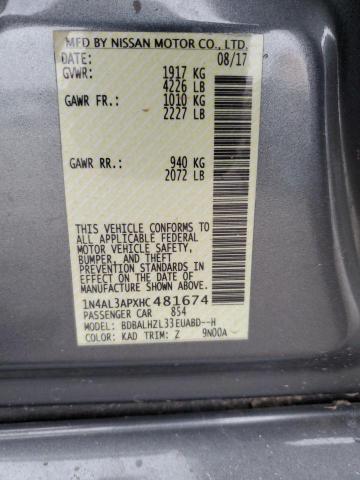 MFD BY NISSAN MOTOR CO., LTD.
DATE: 08/17
GVWR: 1917 KG
4226 LB
GAWR FR.: 1010 KG
2227 LB
GAWR RR.: 940 KG
2072 LB
THIS VEHICLE CONFORMS TO
ALL APPLICABLE FEDERAL
MOTOR VEHICLE SAFETY,
BUMPER, AND THEFT
PREVENTION STANDARDS IN
EFFECT ON THE DATE OF
MANUFACTURE SHOWN ABOVE.
1N4AL3APXHC481674
PASSENGER CAR 854
MODEL: BDBALHZL33EUABD--H
COLOR: KAD TRIM: Z 9N00A